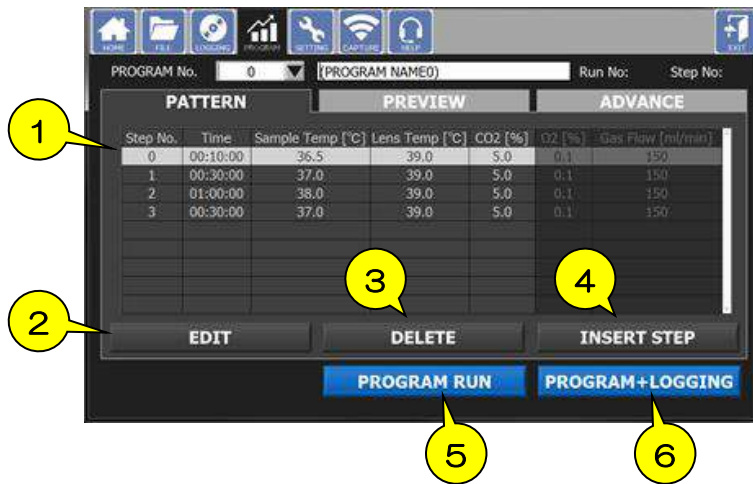 HOME FILE LOGGING PROGRAM SETTING CAPTURE HELP EXIT
PROGRAM No. 0 (PROGRAM NAME0) Run No: Step No:
PATTERN PREVIEW ADVANCE
1
Step No. Time Sample Temp [℃] Lens Temp [℃] CO2 [%] O2 [%] Gas Flow [ml/min]
0 00:10:00 36.5 39.0 5.0 0.1 150
1 00:30:00 37.0 39.0 5.0 0.1 150
2 01:00:00 38.0 39.0 5.0 0.1 150
3 00:30:00 37.0 39.0 5.0 0.1 150
3 4
2
EDIT DELETE INSERT STEP
PROGRAM RUN PROGRAM+LOGGING
5 6